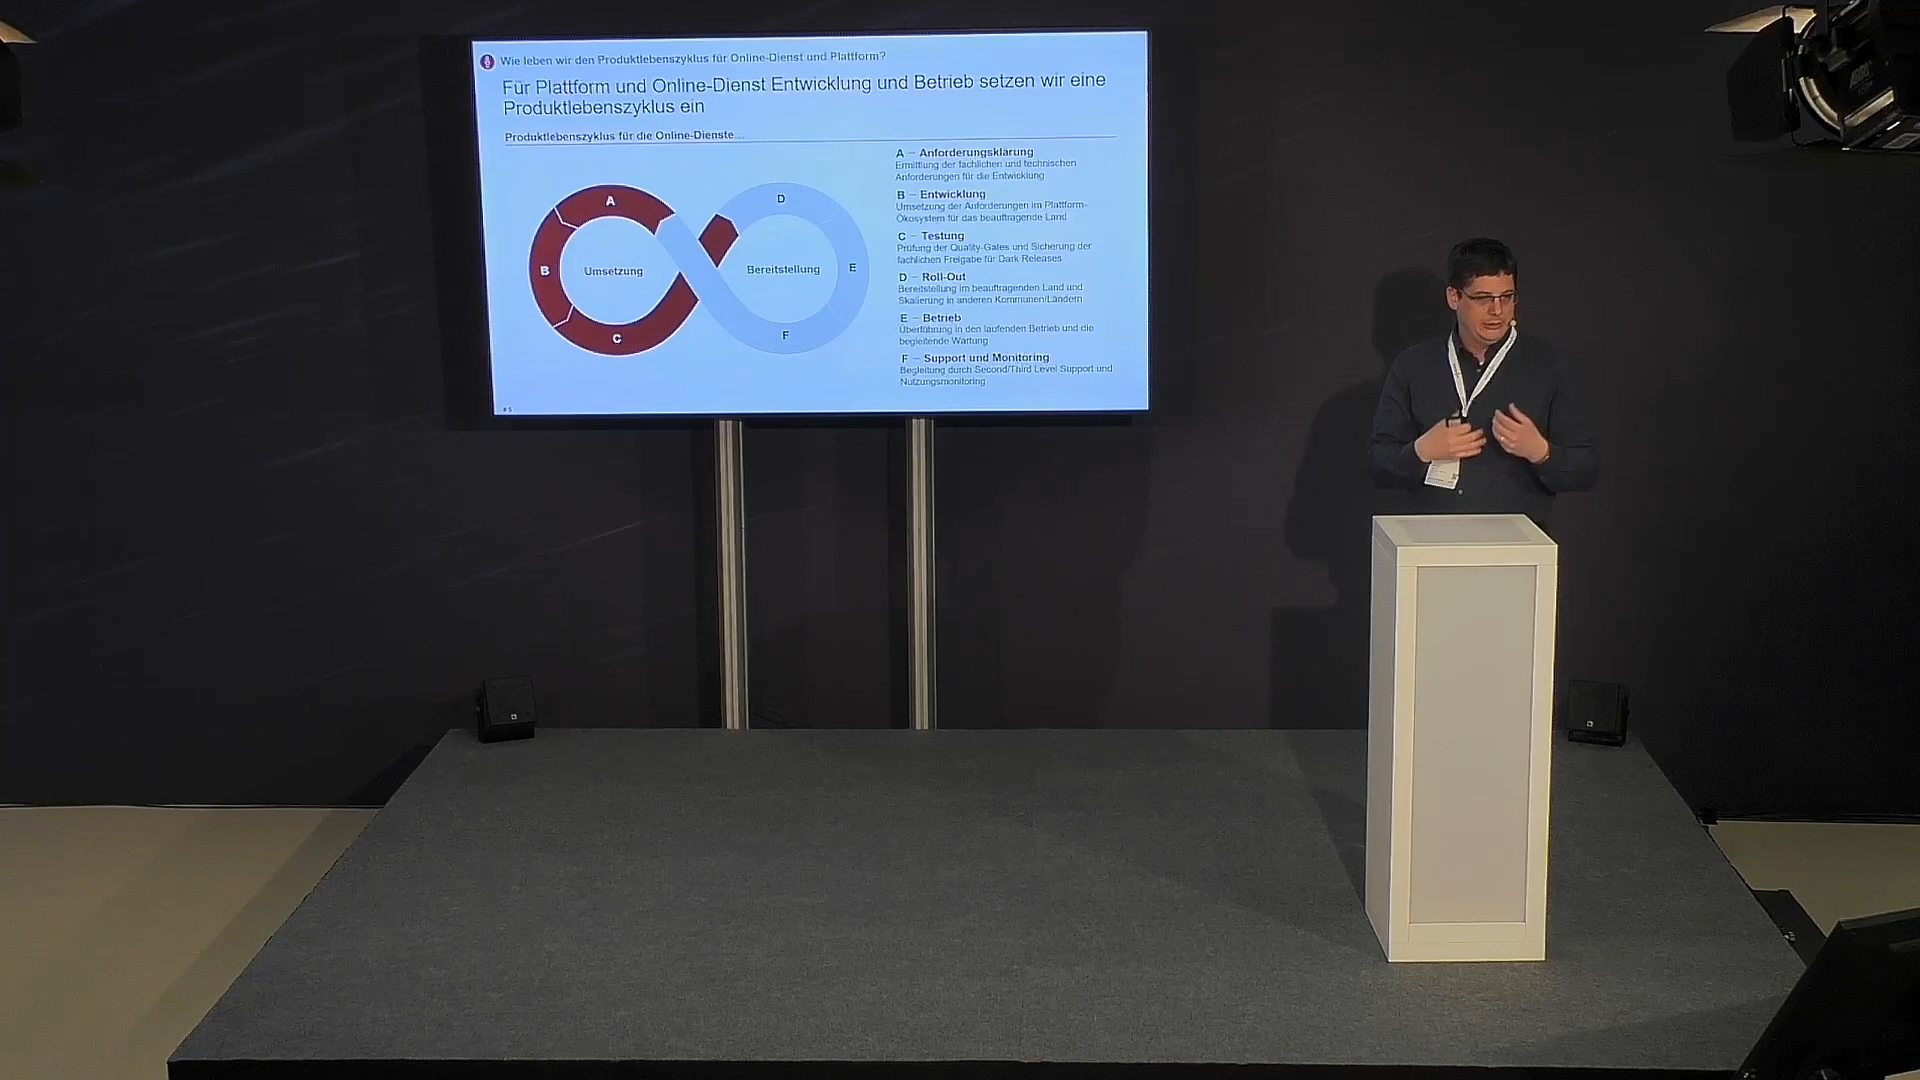 Wie leben wir den Produktlebenszyklus für Online-Dienst und Plattform?
Für Plattform und Online-Dienst Entwicklung und Betrieb setzen wir eine
Produktlebenszyklus ein
Produktlebenszyklus für die Online-Dienste...
A
B
C
Umsetzung
D
E
F
Bereitstellung
A – Anforderungsklärung
Ermittlung der fachlichen und technischen
Anforderungen für die Entwicklung
B – Entwicklung
Umsetzung der Anforderungen im Plattform-
Ökosystem für das beauftragende Land
C – Testung
Prüfung der Quality-Gates und Sicherung der
fachlichen Freigabe für Dark Releases
D – Roll-Out
Bereitstellung im beauftragenden Land und
Skalierung in anderen Kommunen/Ländern
E – Betrieb
Überführung in den laufenden Betrieb und die
begleitende Wartung
F – Support und Monitoring
Begleitung durch Second/Third Level Support und
Nutzungsmonitoring
# 5